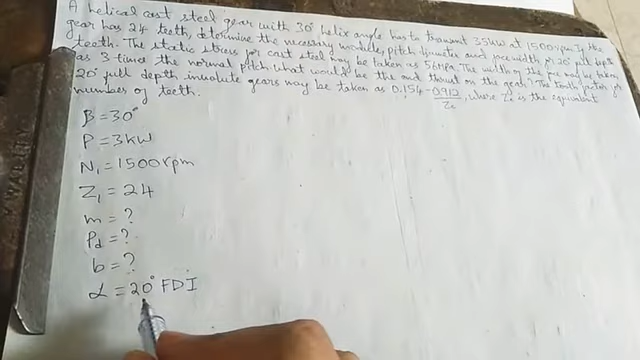 A helical cast steel gear with 30° helix angle has to transmit 35kW at 1500rpm. If the
gear has 24 teeth, determine the necessary module, pitch diameter and face width for 20° full depth
teeth. The static stress for cast steel may be taken as 56MPa. The width of the face may be taken
as 3 times the normal pitch. What would be the end thrust on the gear? The tooth factor for
20° full depth involute gears may be taken as 0.154 - 0.912/Ze, where Ze is the equivalent
number of teeth.
β = 30°
P = 3kW
N₁ = 1500rpm
Z₁ = 24
m = ?
Pd = ?
b = ?
α = 20° FDI
KWALITY